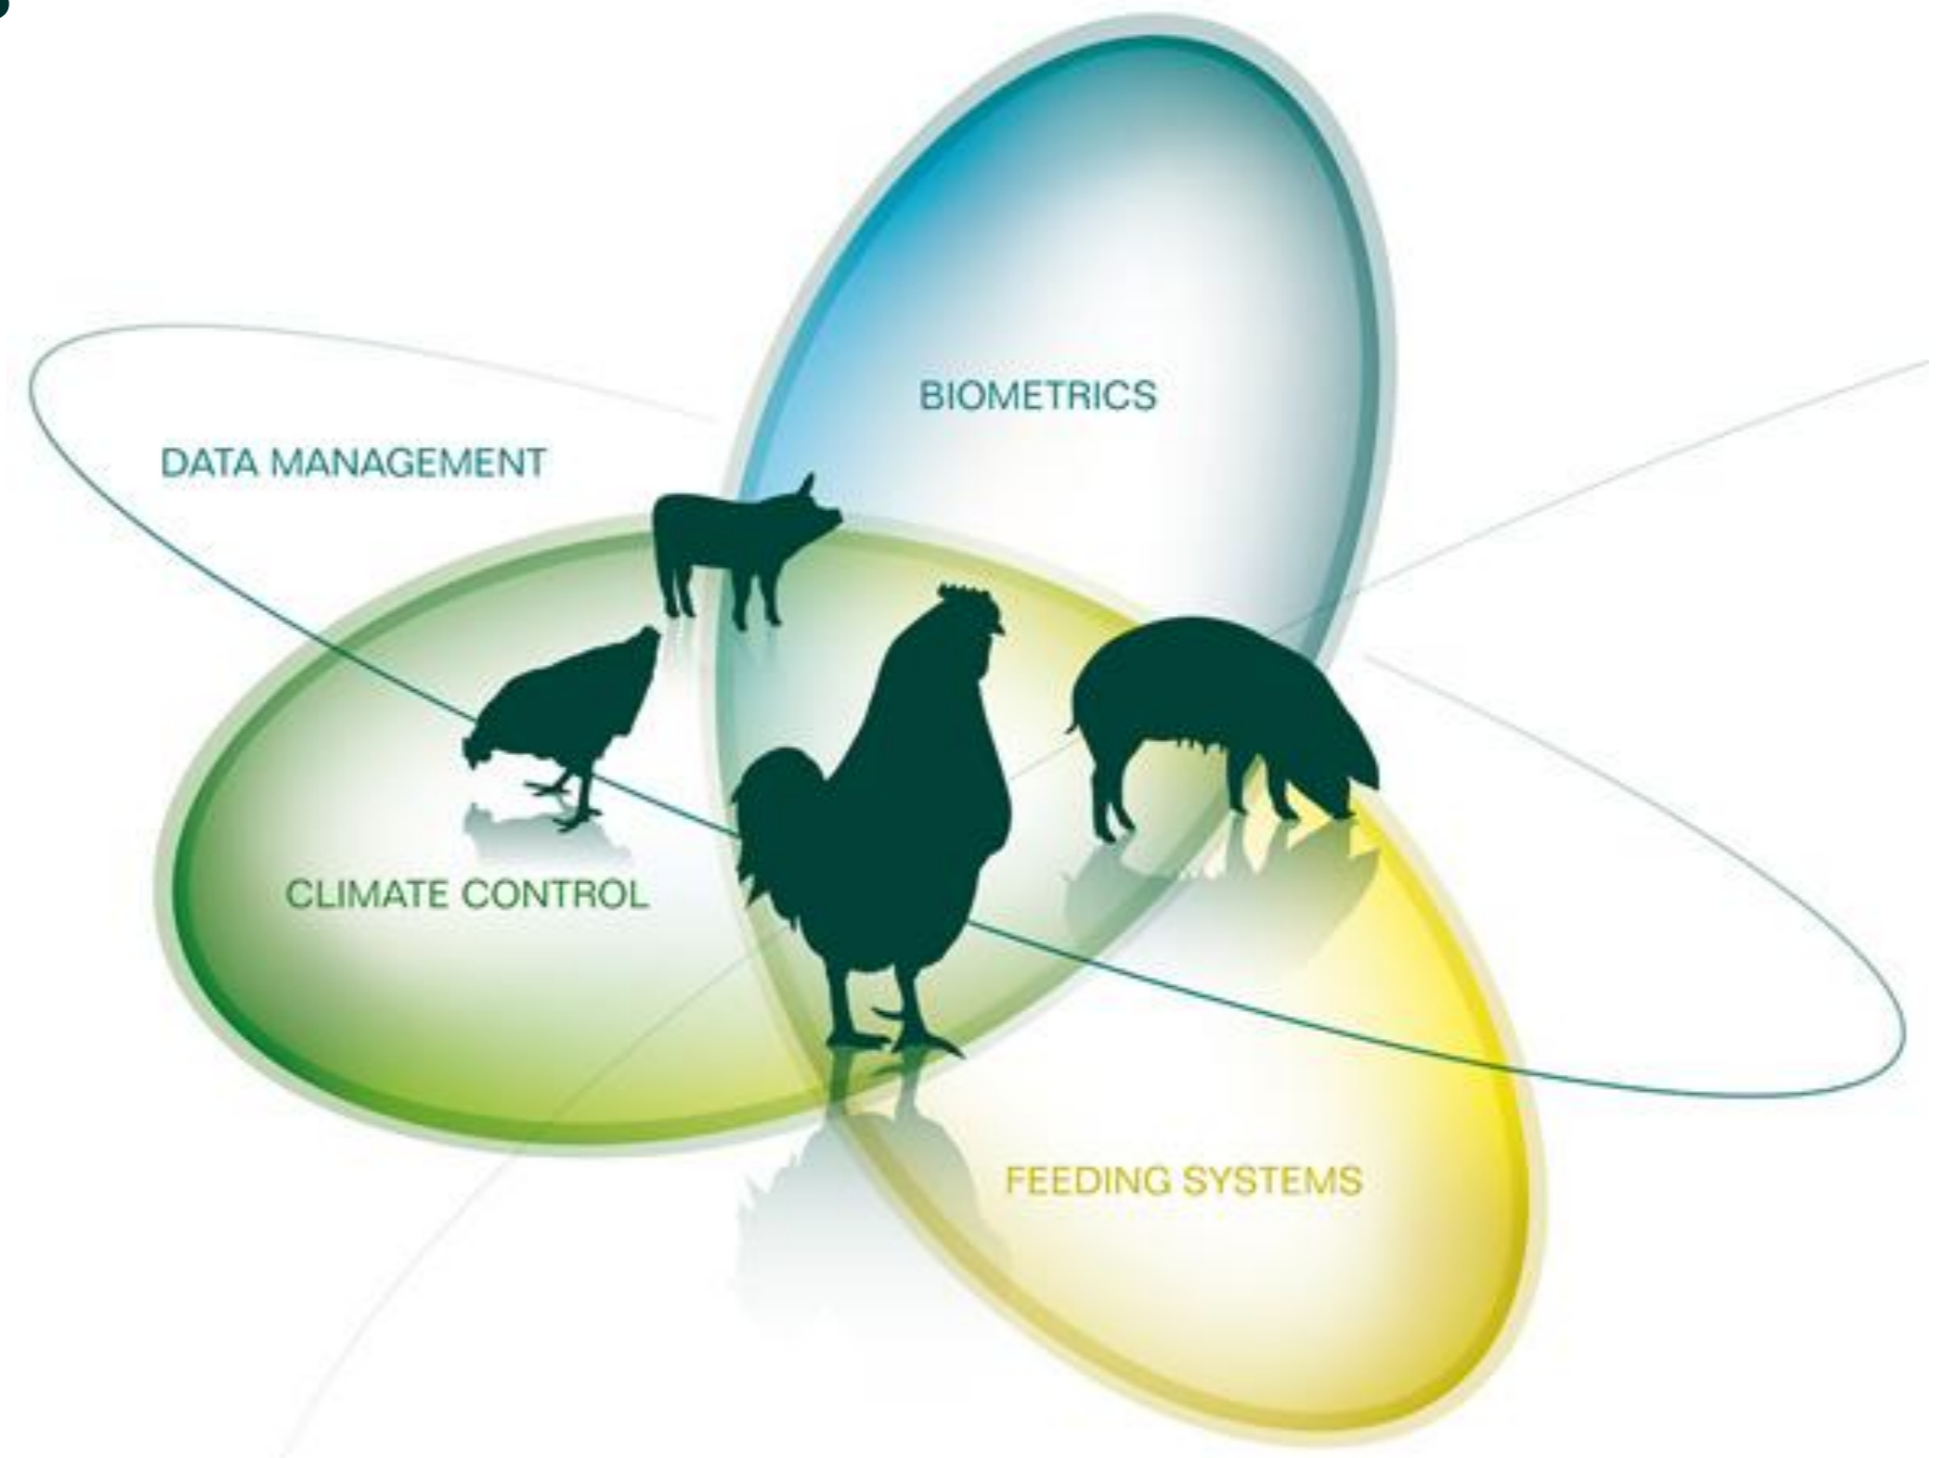 BIOMETRICS
DATA MANAGEMENT
CLIMATE CONTROL
FEEDING SYSTEMS